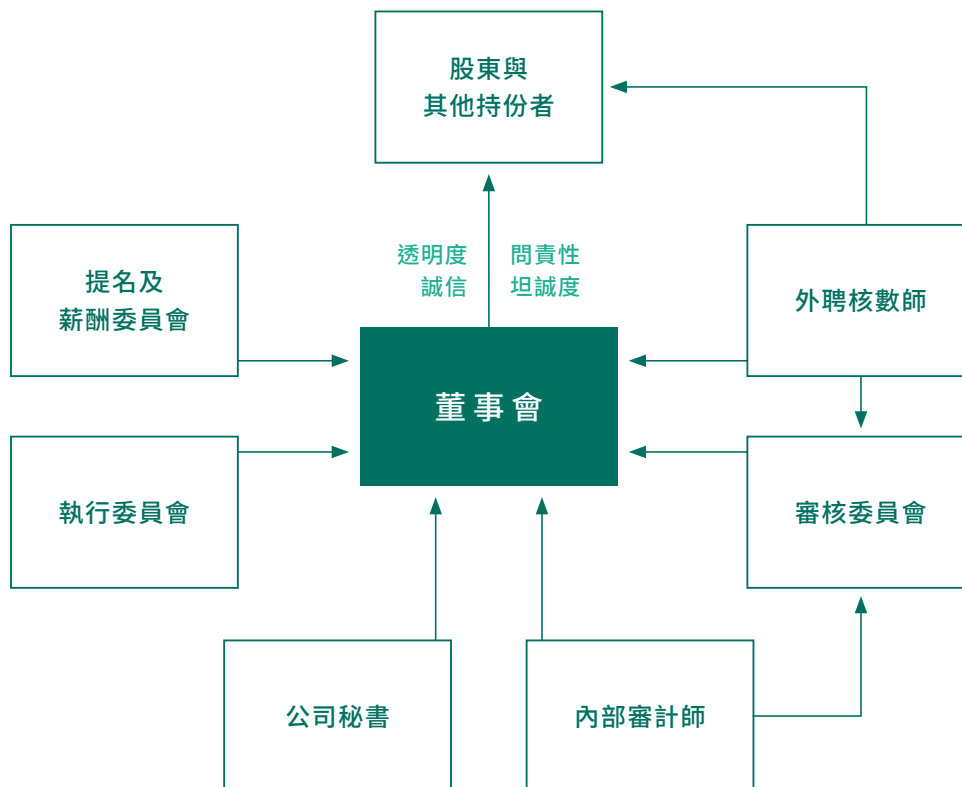 股東與
其他持份者
透明度
誠信
問責性
坦誠度
提名及
薪酬委員會
外聘核數師
董事會
執行委員會
審核委員會
公司秘書
內部審計師